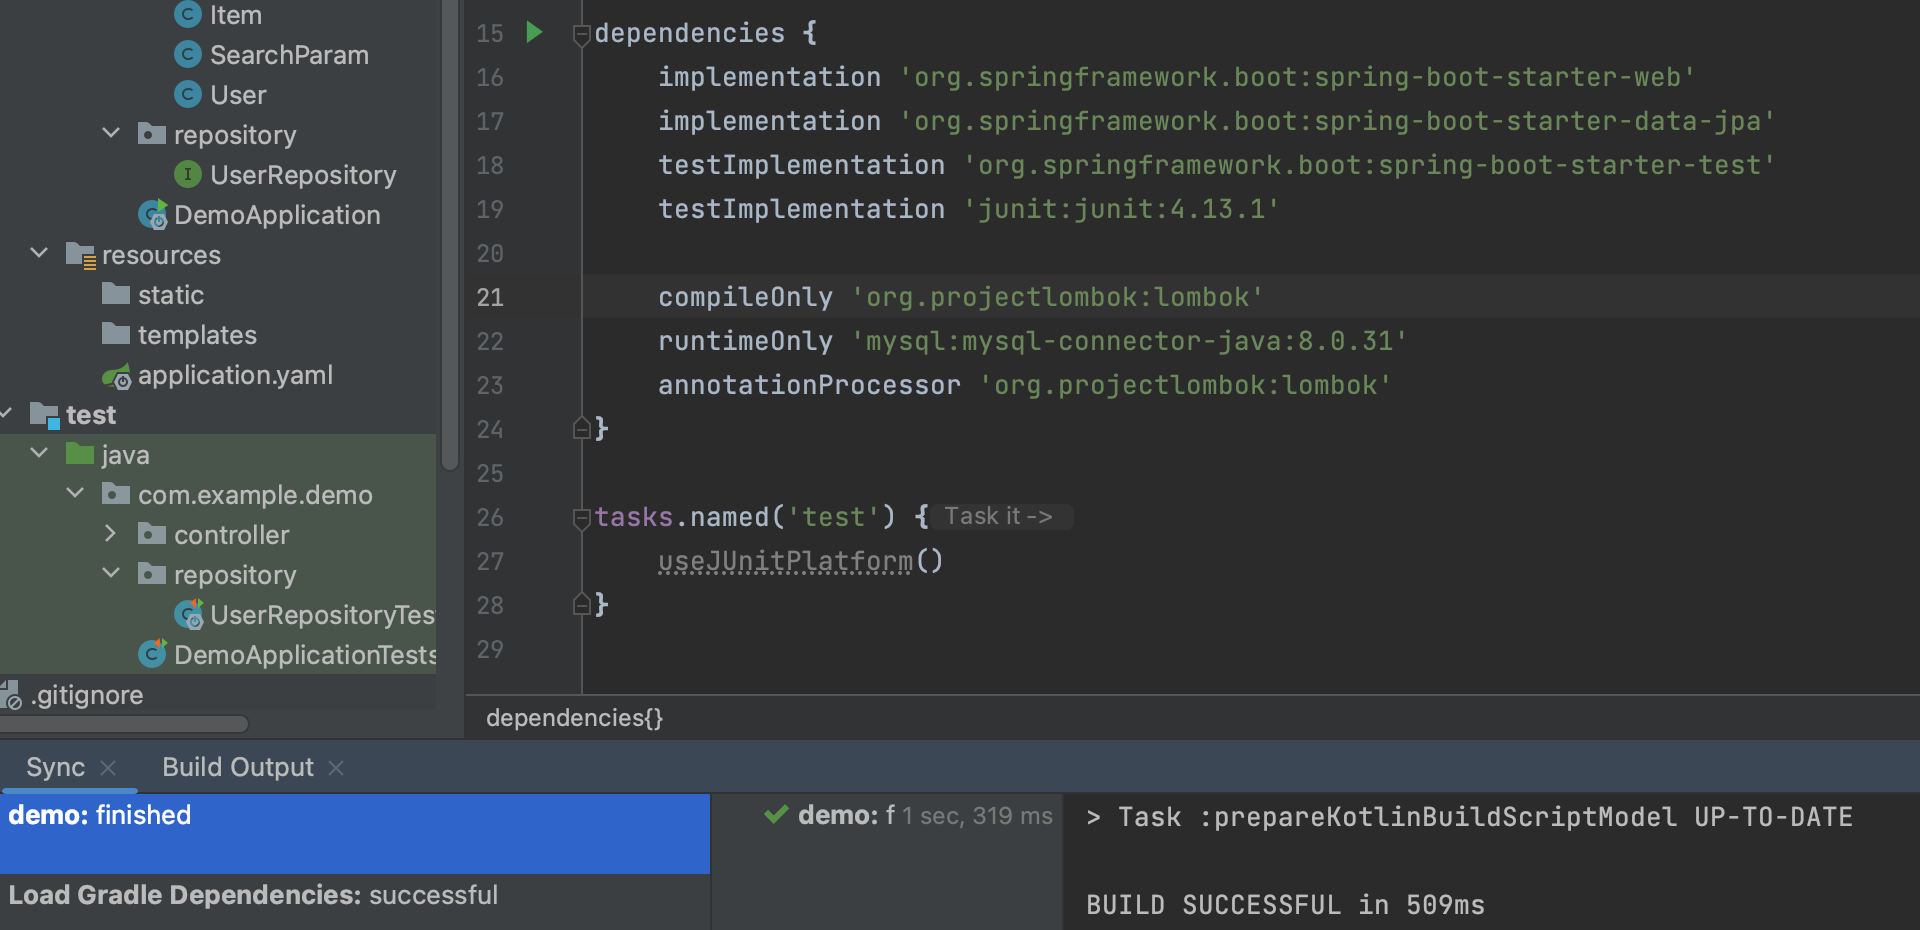 Item
SearchParam
User
repository
UserRepository
DemoApplication
resources
static
templates
application.yaml
test
java
com.example.demo
controller
repository
UserRepositoryTes
DemoApplicationTests
.gitignore
15 dependencies {
16 implementation 'org.springframework.boot:spring-boot-starter-web'
17 implementation 'org.springframework.boot:spring-boot-starter-data-jpa'
18 testImplementation 'org.springframework.boot:spring-boot-starter-test'
19 testImplementation 'junit:junit:4.13.1'
20
21 compileOnly 'org.projectlombok:lombok'
22 runtimeOnly 'mysql:mysql-connector-java:8.0.31'
23 annotationProcessor 'org.projectlombok:lombok'
24 }
25
26 tasks.named('test') { Task it ->
27 useJUnitPlatform()
28 }
29
dependencies{}
Sync Build Output
demo: finished
Load Gradle Dependencies: successful
demo: f 1 sec, 319 ms
> Task :prepareKotlinBuildScriptModel UP-TO-DATE
BUILD SUCCESSFUL in 509ms